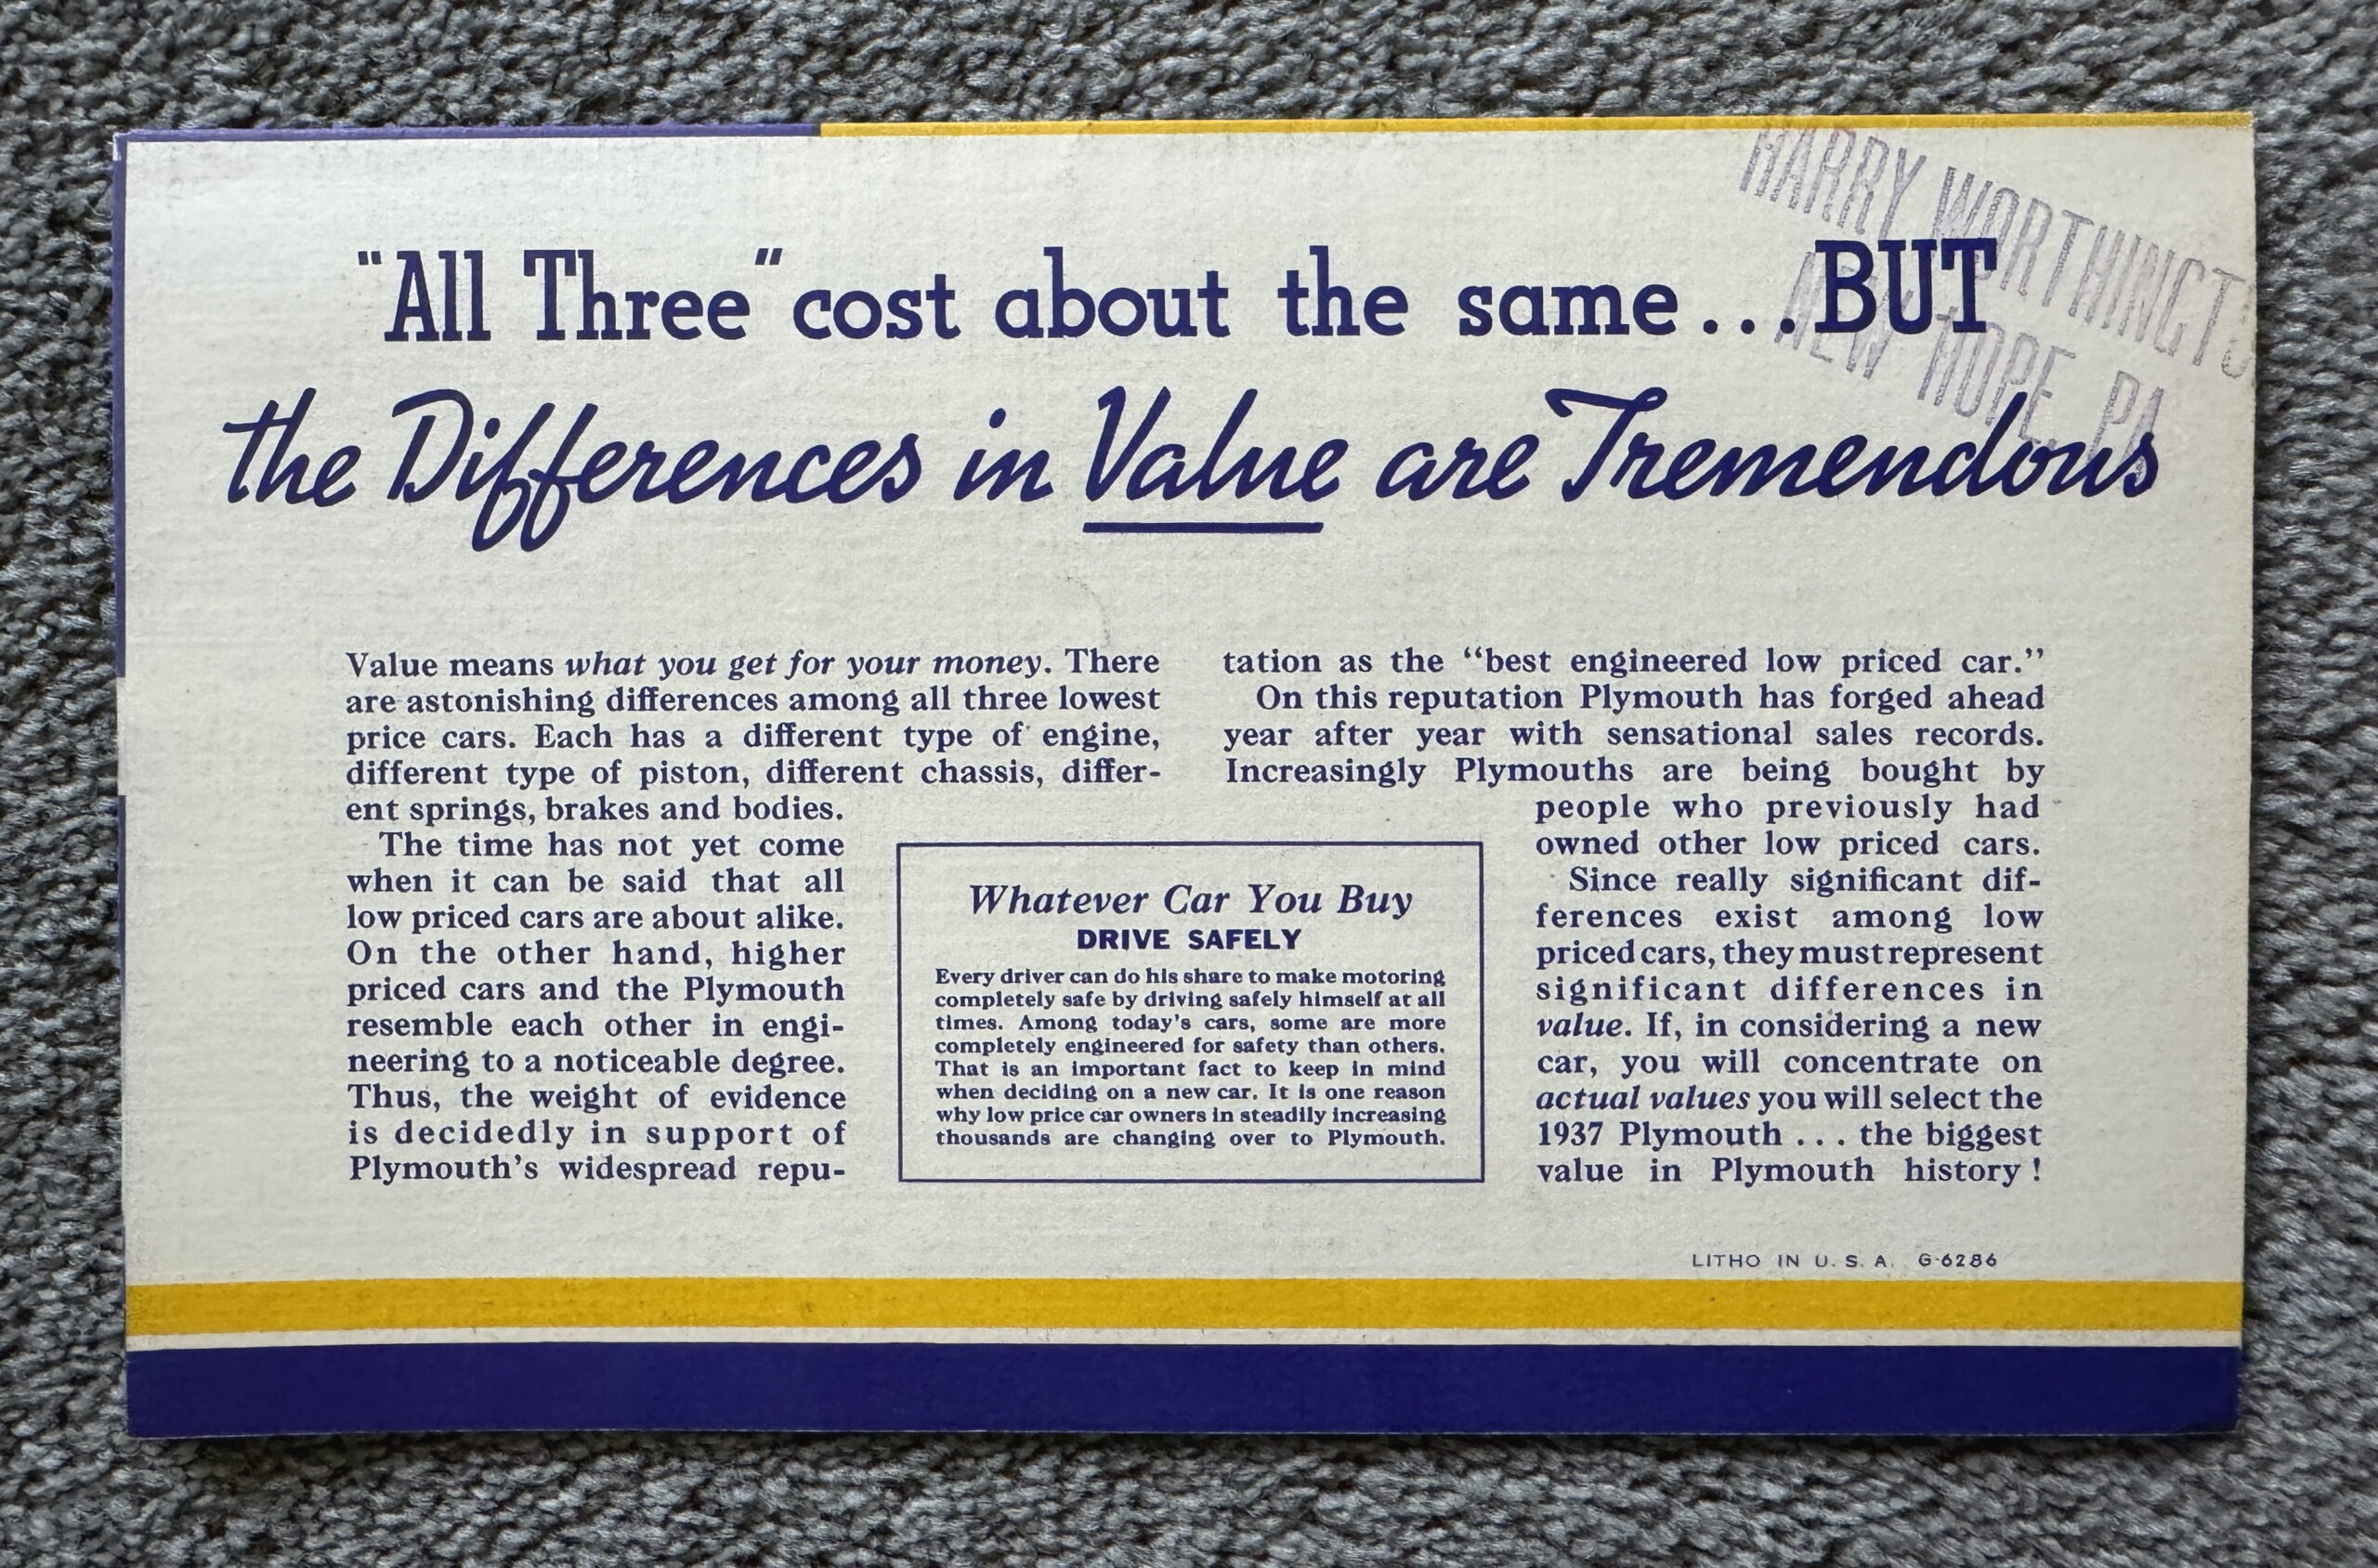 HARRY WORTHINGTO
NEW HOPE, PA
"All Three" cost about the same...BUT
the Differences in Value are Tremendous
Value means what you get for your money. There
are astonishing differences among all three lowest
price cars. Each has a different type of engine,
different type of piston, different chassis, differ-
ent springs, brakes and bodies.
The time has not yet come
when it can be said that all
low priced cars are about alike.
On the other hand, higher
priced cars and the Plymouth
resemble each other in engi-
neering to a noticeable degree.
Thus, the weight of evidence
is decidedly in support of
Plymouth's widespread repu-
tation as the “best engineered low priced car.”
On this reputation Plymouth has forged ahead
year after year with sensational sales records.
Increasingly Plymouths are being bought by
people who previously had
owned other low priced cars.
Since really significant dif-
ferences exist among low
priced cars, they must represent
significant differences in
value. If, in considering a new
car, you will concentrate on
actual values you will select the
1937 Plymouth ... the biggest
value in Plymouth history!
Whatever Car You Buy
DRIVE SAFELY
Every driver can do his share to make motoring
completely safe by driving safely himself at all
times. Among today's cars, some are more
completely engineered for safety than others.
That is an important fact to keep in mind
when deciding on a new car. It is one reason
why low price car owners in steadily increasing
thousands are changing over to Plymouth.
LITHO IN U. S. A. G-6286